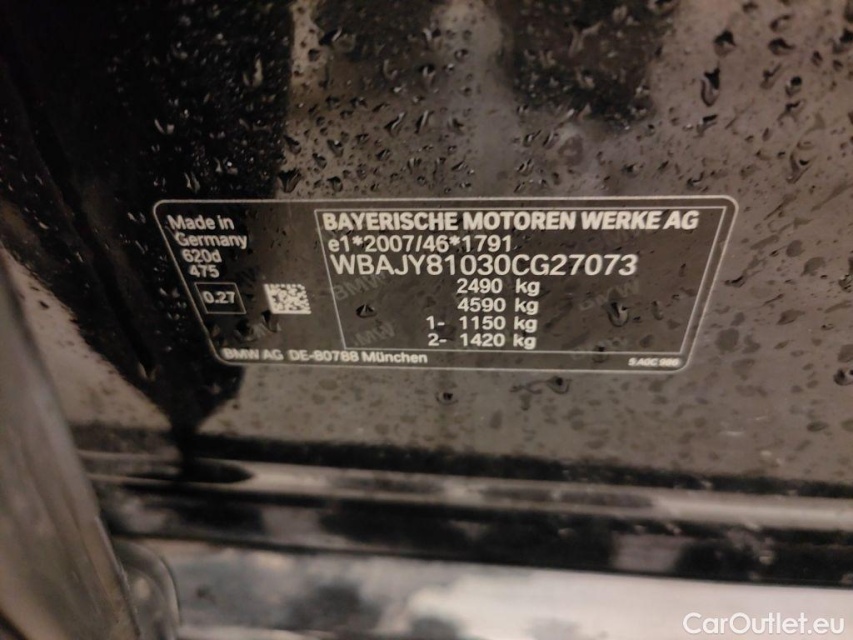 Made in
Germany
620d
475
0.27
BAYERISCHE MOTOREN WERKE AG
e1*2007/46*1791
WBAJY81030CG27073
2490 kg
4590 kg
1- 1150 kg
2- 1420 kg
BMW AG DE-80788 München
CarOutlet.eu